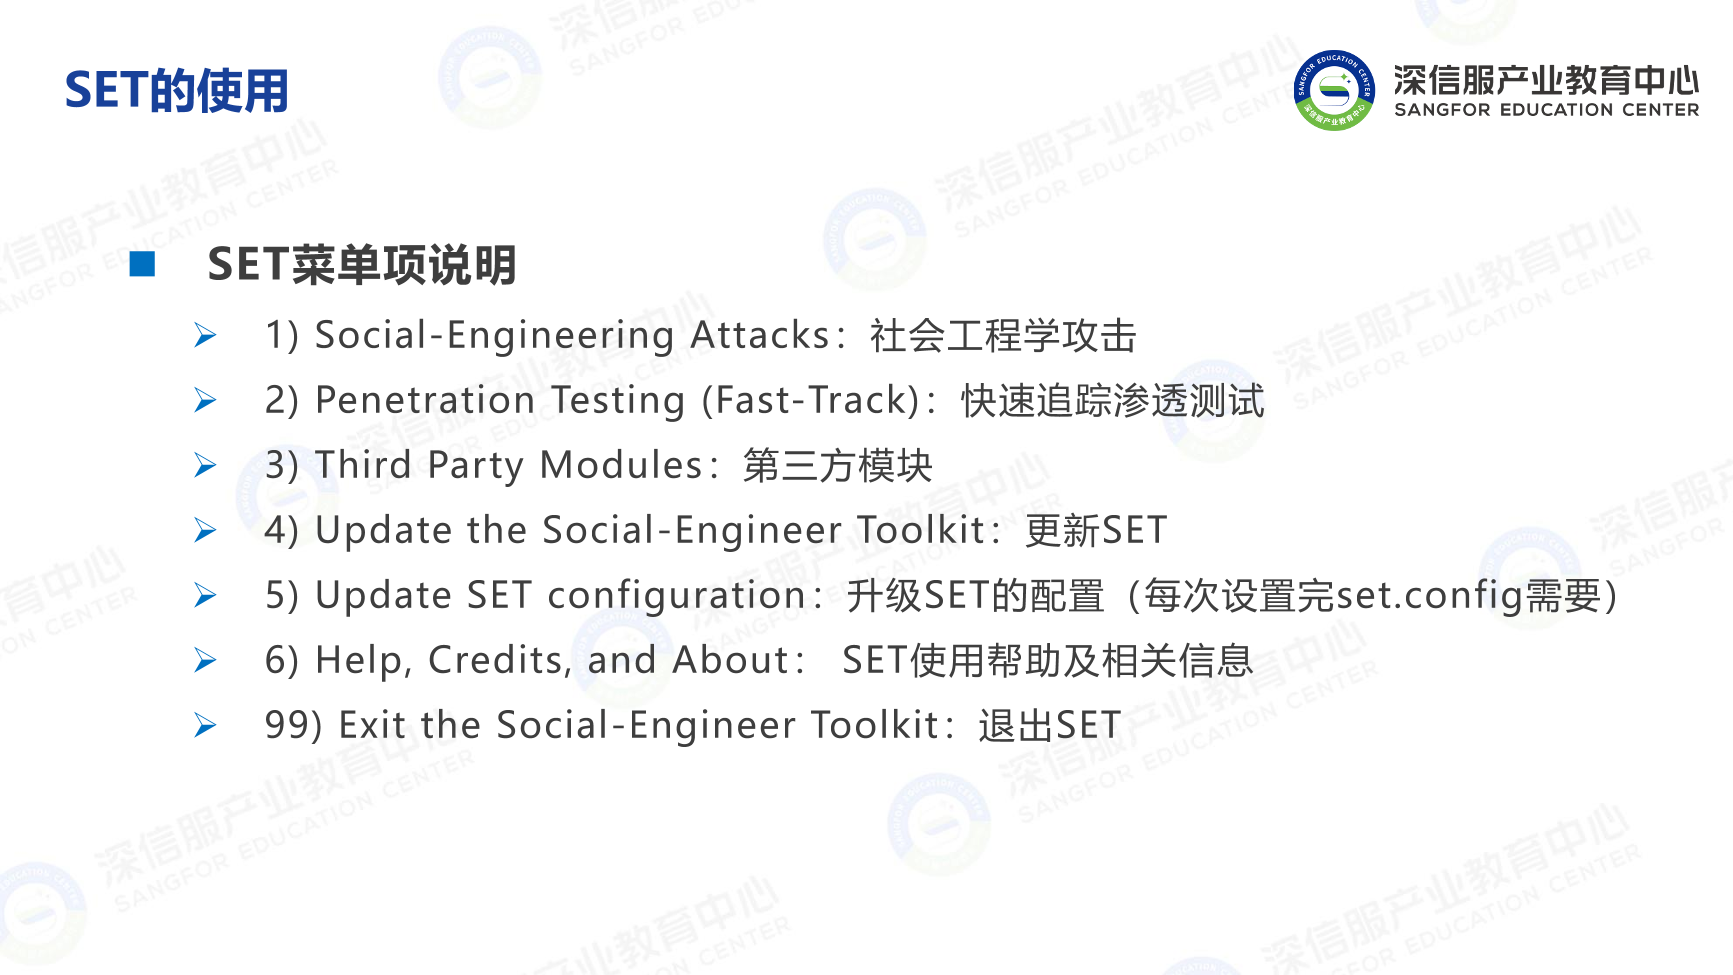 SET的使用
深信服产业教育中心
SANGFOR EDUCATION CENTER
SET菜单项说明
1) Social-Engineering Attacks：社会工程学攻击
2) Penetration Testing (Fast-Track)：快速追踪渗透测试
3) Third Party Modules：第三方模块
4) Update the Social-Engineer Toolkit：更新SET
5) Update SET configuration：升级SET的配置（每次设置完set.config需要）
6) Help, Credits, and About： SET使用帮助及相关信息
99) Exit the Social-Engineer Toolkit：退出SET